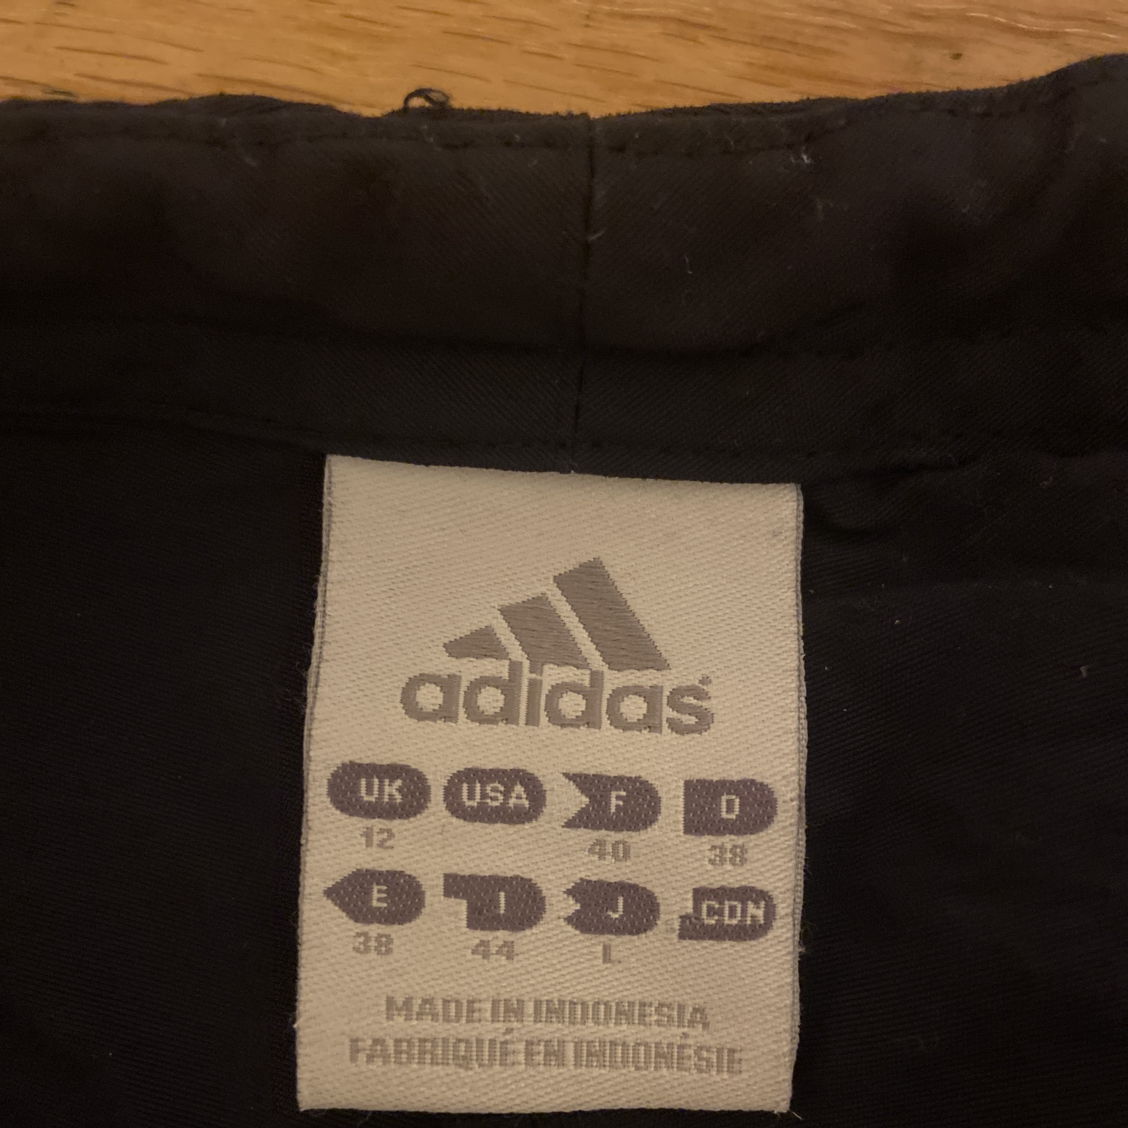 adidas®
UK USA F D
12 40 38
E I J CDN
38 44 L
MADE IN INDONESIA
FABRIQUÉ EN INDONÉSIE